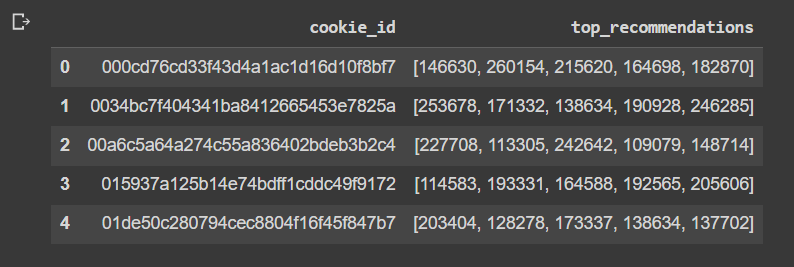 cookie_id top_recommendations
0 000cd76cd33f43d4a1ac1d16d10f8bf7 [146630, 260154, 215620, 164698, 182870]
1 0034bc7f404341ba8412665453e7825a [253678, 171332, 138634, 190928, 246285]
2 00a6c5a64a274c55a836402bdeb3b2c4 [227708, 113305, 242642, 109079, 148714]
3 015937a125b14e74bdff1cddc49f9172 [114583, 193331, 164588, 192565, 205606]
4 01de50c280794cec8804f16f45f847b7 [203404, 128278, 173337, 138634, 137702]